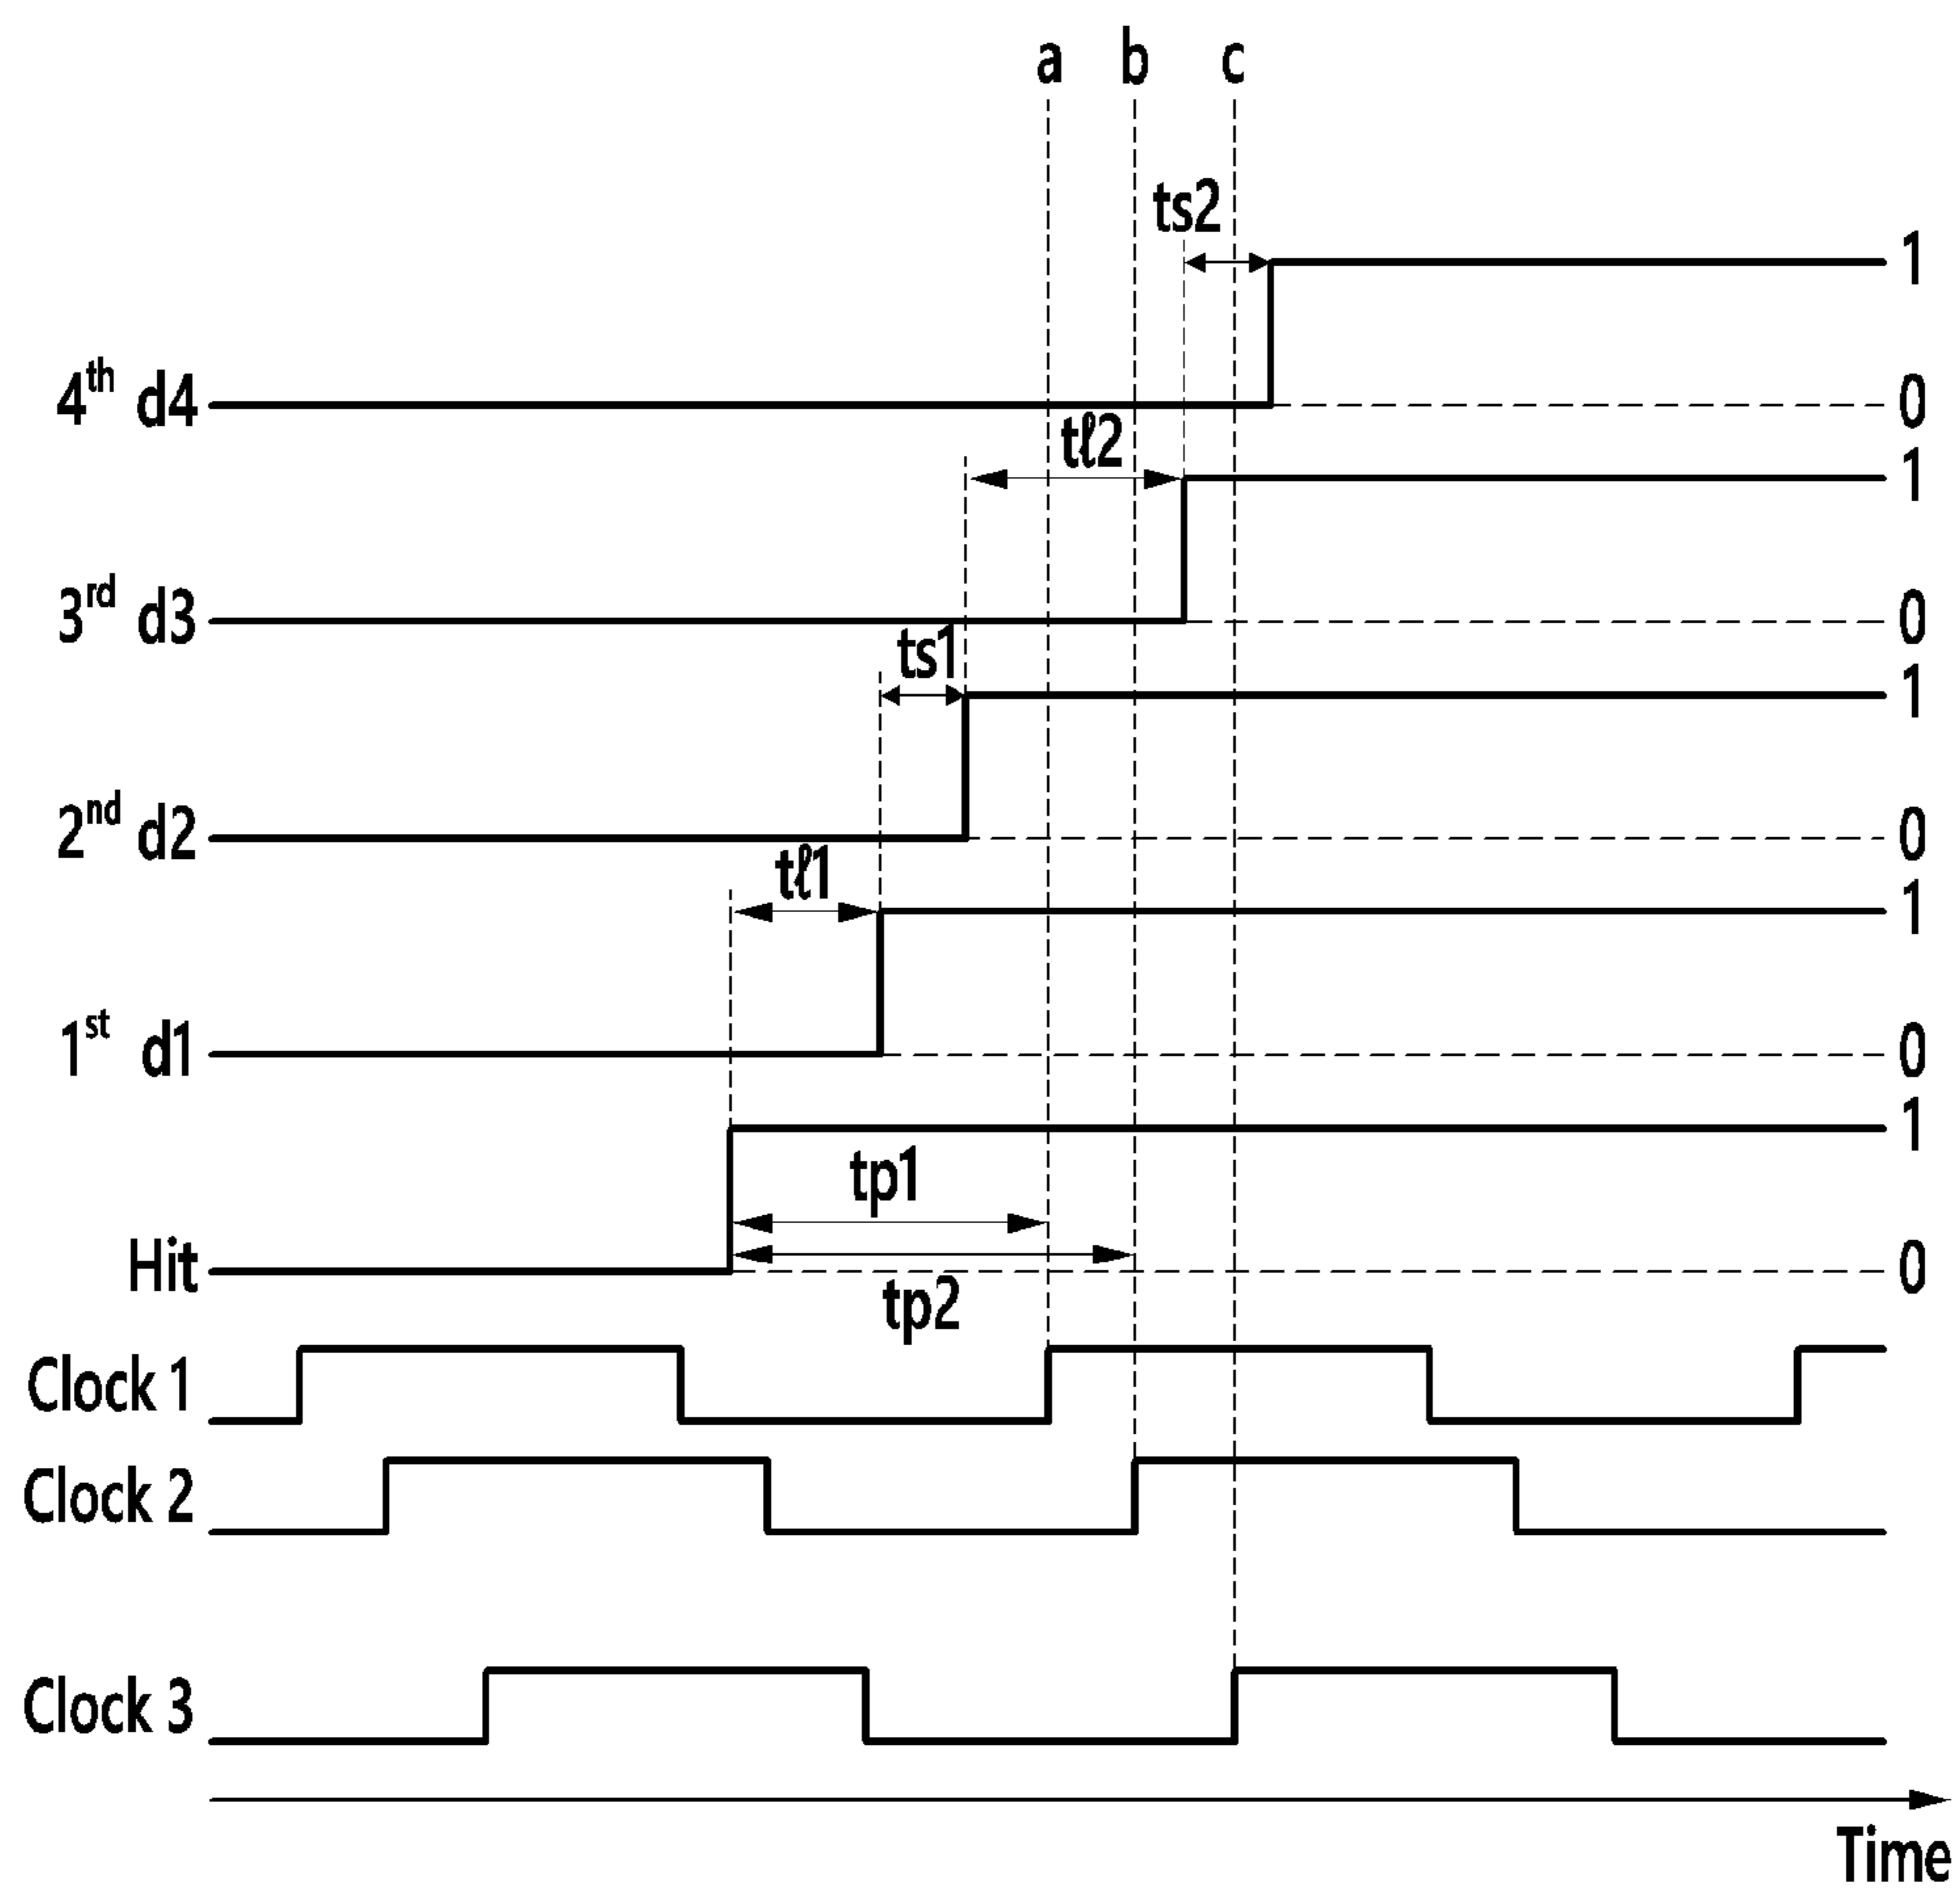 a b c
ts2
1
4th d4 0
tℓ2
1
3rd d3 0
ts1
1
2nd d2 0
tℓ1
1
1st d1 0
1
tp1
Hit 0
tp2
Clock 1
Clock 2
Clock 3
Time